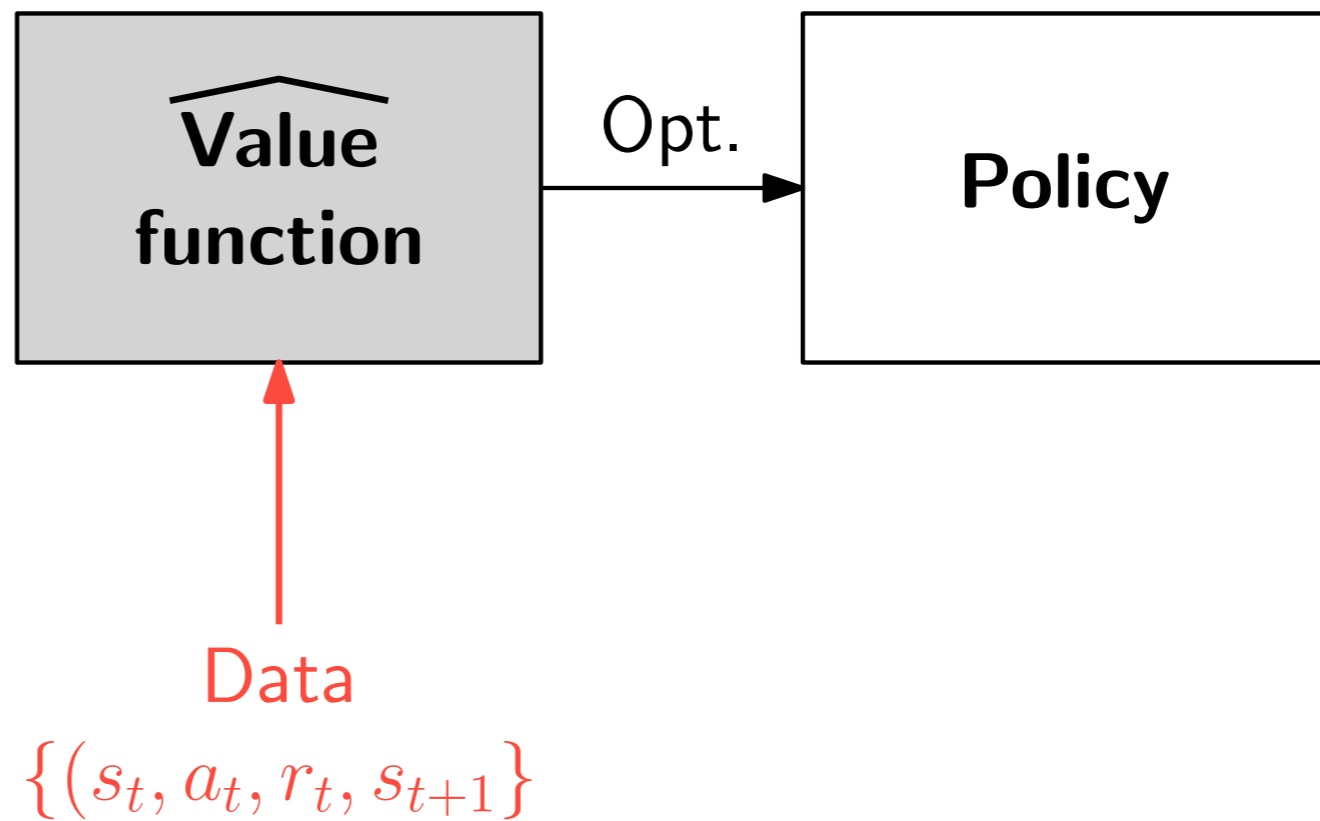 Value
function
Opt.
Policy
Data
{(s_t, a_t, r_t, s_{t+1}}